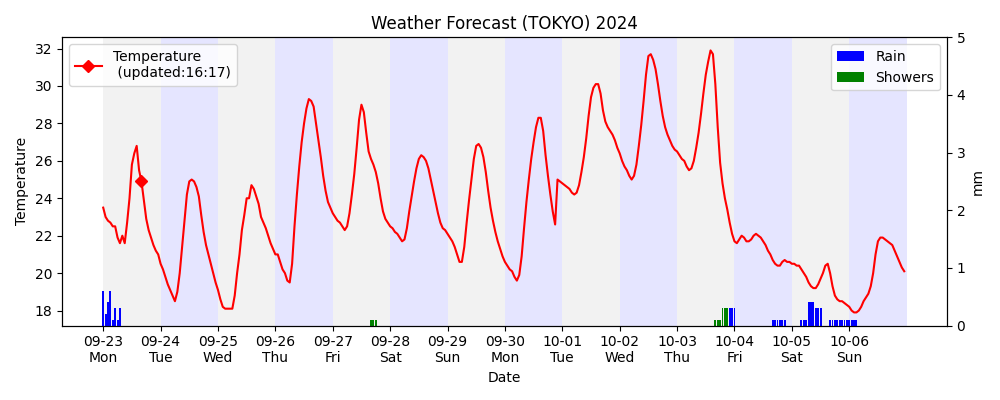 Weather Forecast (TOKYO) 2024
Temperature
(updated:16:17)
Rain
Showers
Temperature
32
30
28
26
24
22
20
18
5
4
3
2
1
0
mm
09-23 09-24 09-25 09-26 09-27 09-28 09-29 09-30 10-01 10-02 10-03 10-04 10-05 10-06
Mon Tue Wed Thu Fri Sat Sun Mon Tue Wed Thu Fri Sat Sun
Date